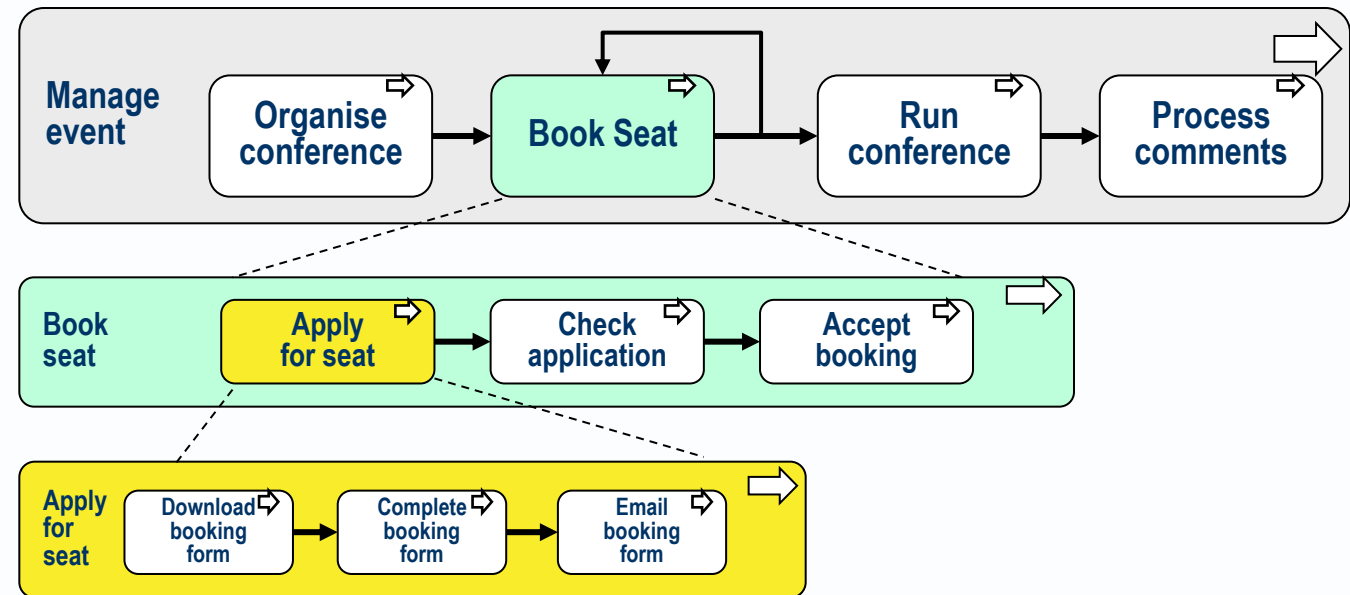 Manage
event
Organise
conference
Book Seat
Run
conference
Process
comments
Book
seat
Apply
for seat
Check
application
Accept
booking
Apply
for
seat
Download
booking
form
Complete
booking
form
Email
booking
form